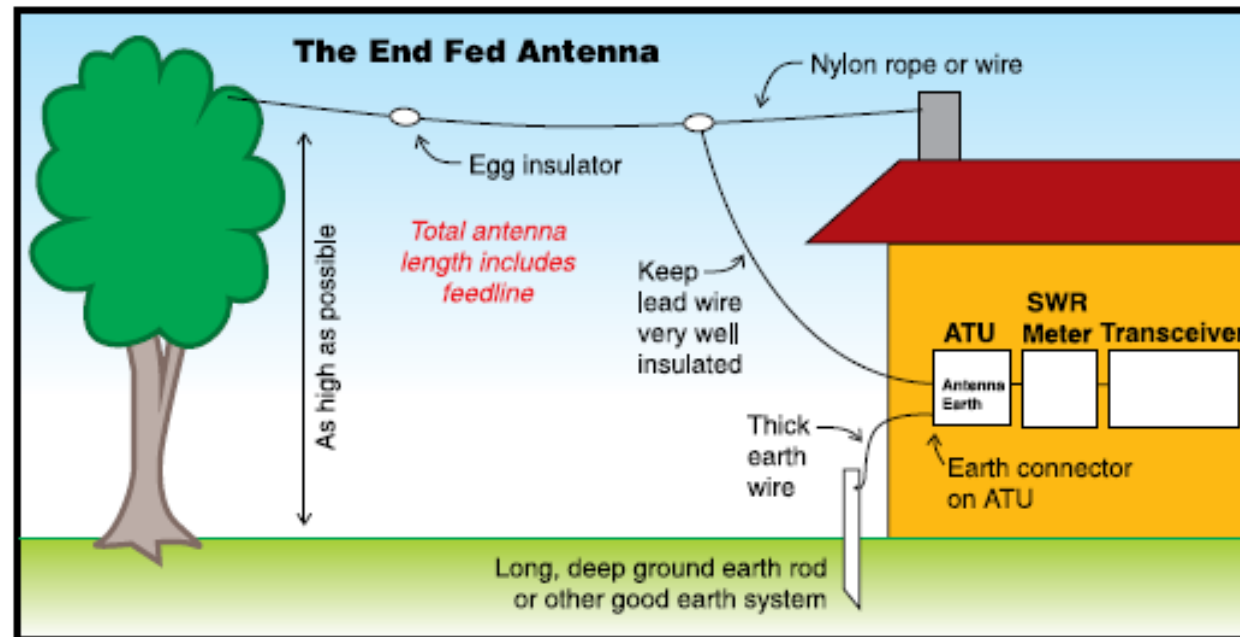 The End Fed Antenna
Nylon rope or wire
Egg insulator
As high as possible
Total antenna
length includes
feedline
Keep
lead wire
very well
insulated
SWR
ATU Meter Transceiver
Antenna
Earth
Thick
earth
wire
Earth connector
on ATU
Long, deep ground earth rod
or other good earth system